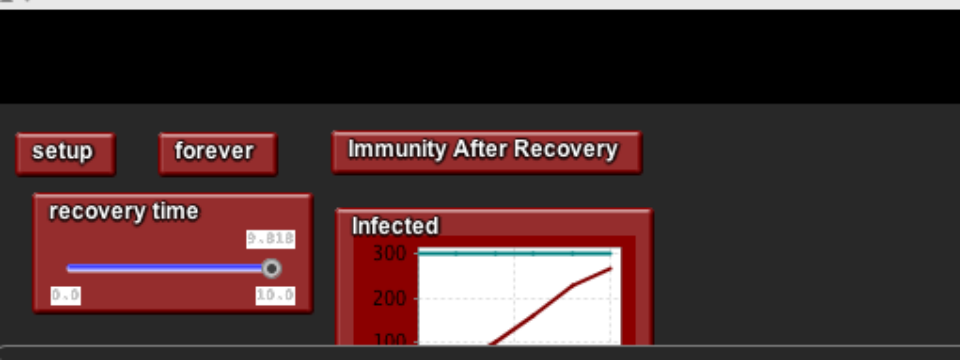 setup
forever
Immunity After Recovery
recovery time
9.818
0.0
10.0
Infected
300
200
100